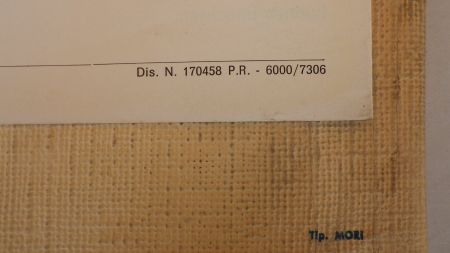 Dis. N. 170458 P.R. - 6000/7306
Tip. MORI